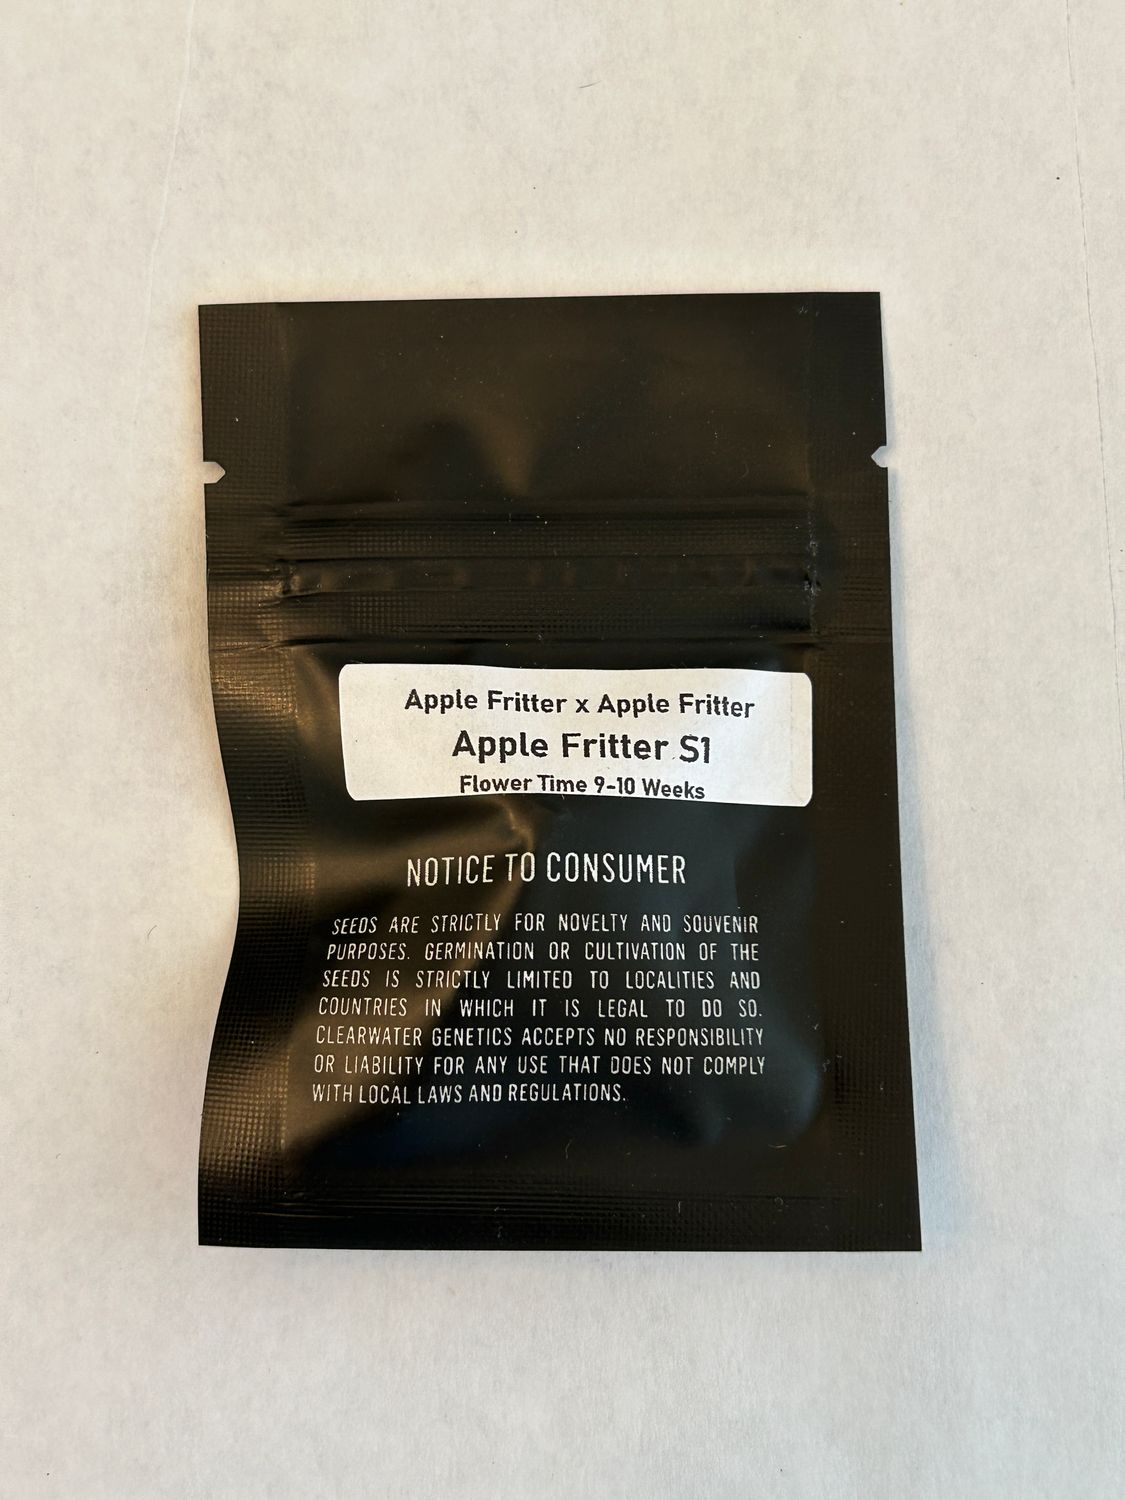 Apple Fritter x Apple Fritter
Apple Fritter S1
Flower Time 9-10 Weeks
NOTICE TO CONSUMER
SEEDS ARE STRICTLY FOR NOVELTY AND SOUVENIR
PURPOSES. GERMINATION OR CULTIVATION OF THE
SEEDS IS STRICTLY LIMITED TO LOCALITIES AND
COUNTRIES IN WHICH IT IS LEGAL TO DO SO.
CLEARWATER GENETICS ACCEPTS NO RESPONSIBILITY
OR LIABILITY FOR ANY USE THAT DOES NOT COMPLY
WITH LOCAL LAWS AND REGULATIONS.